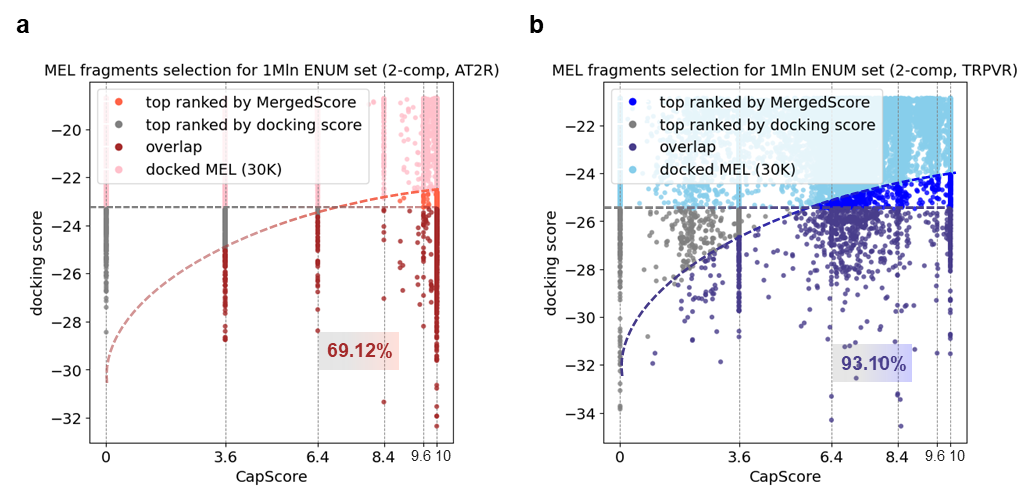 a
MEL fragments selection for 1Mln ENUM set (2-comp, AT2R)
top ranked by MergedScore
top ranked by docking score
overlap
docked MEL (30K)
docking score
−20
−22
−24
−26
−28
−30
−32
69.12%
0 3.6 6.4 8.4 9.6 10
CapScore
b
MEL fragments selection for 1Mln ENUM set (2-comp, TRPVR)
top ranked by MergedScore
top ranked by docking score
overlap
docked MEL (30K)
docking score
−22
−24
−26
−28
−30
−32
−34
93.10%
0 3.6 6.4 8.4 9.6 10
CapScore